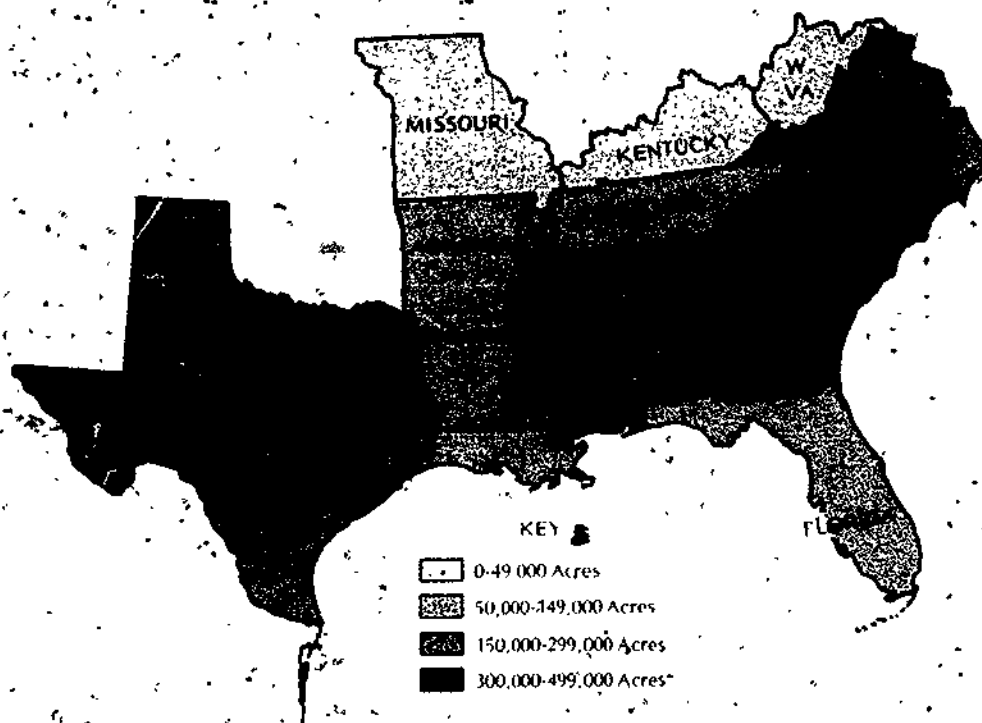 MISSOURI
KENTUCKY
W
VA
KEY
0-49 000 Acres
50,000-149,000 Acres
150,000-299,000 Acres
300,000-499,000 Acres